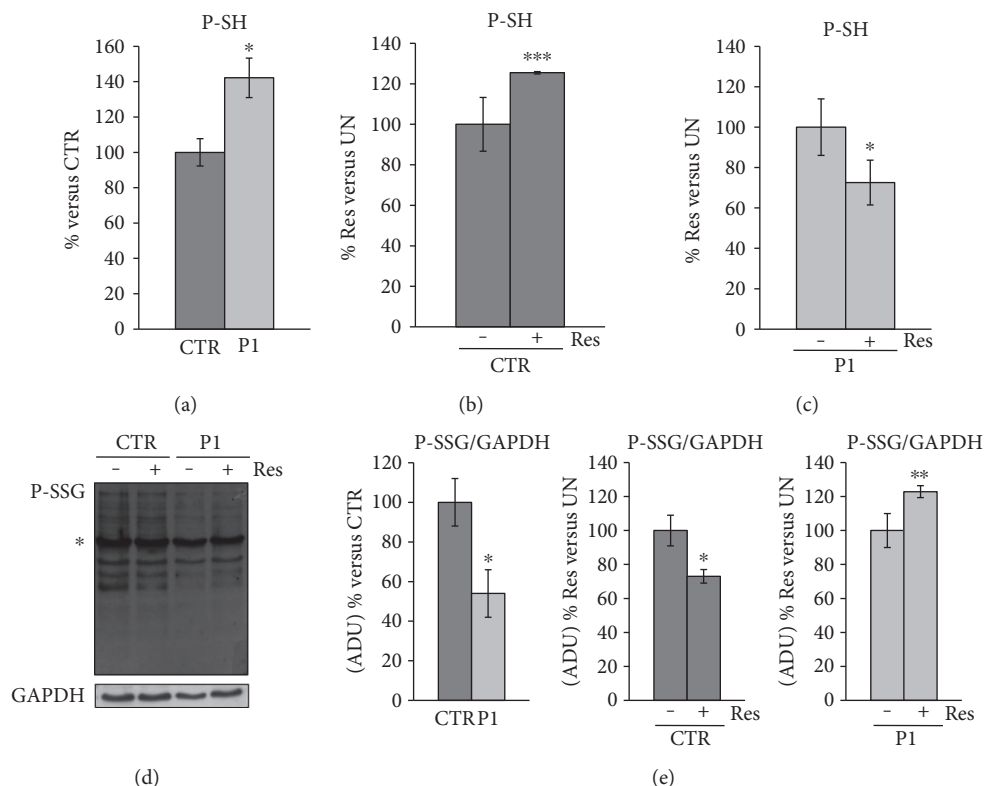 P-SH
% versus CTR
160
140
120
100
80
60
40
20
0
*
CTR P1
(a)
P-SH
% Res versus UN
140
120
100
80
60
40
20
0
***
− + Res
CTR
(b)
P-SH
% Res versus UN
140
120
100
80
60
40
20
0
*
− + Res
P1
(c)
CTR P1
− + − + Res
P-SSG
*
GAPDH
(d)
P-SSG/GAPDH
(ADU) % versus CTR
120
100
80
60
40
20
0
*
CTR P1
P-SSG/GAPDH
(ADU) % Res versus UN
140
120
100
80
60
40
20
0
*
− + Res
CTR
P-SSG/GAPDH
(ADU) % Res versus UN
140
120
100
80
60
40
20
0
**
− + Res
P1
(e)